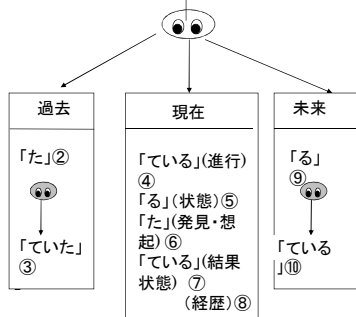 過去
「た」②
「ていた」
③
現在
「ている」(進行)
④
「る」(状態)⑤
「た」(発見・想
起)⑥
「ている」(結果
状態) ⑦
(経歴)⑧
未来
「る」
⑨
「ている
」⑩